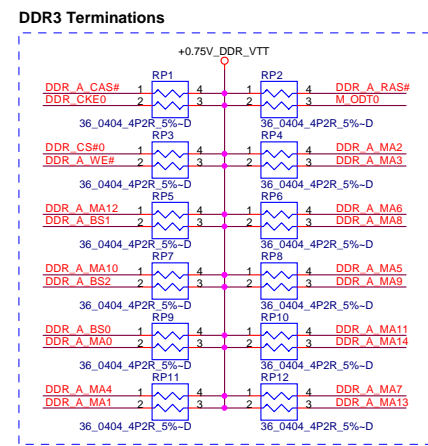 DDR3 Terminations
+0.75V_DDR_VTT
RP1 RP2
DDR_A_CAS# 1 4 1 4 DDR_A_RAS#
DDR_CKE0 2 3 2 3 M_ODT0
36_0404_4P2R_5%~D 36_0404_4P2R_5%~D
RP3 RP4
DDR_CS#0 1 4 1 4 DDR_A_MA2
DDR_A_WE# 2 3 2 3 DDR_A_MA3
36_0404_4P2R_5%~D 36_0404_4P2R_5%~D
RP5 RP6
DDR_A_MA12 1 4 1 4 DDR_A_MA6
DDR_A_BS1 2 3 2 3 DDR_A_MA8
36_0404_4P2R_5%~D 36_0404_4P2R_5%~D
RP7 RP8
DDR_A_MA10 1 4 1 4 DDR_A_MA5
DDR_A_BS2 2 3 2 3 DDR_A_MA9
36_0404_4P2R_5%~D 36_0404_4P2R_5%~D
RP9 RP10
DDR_A_BS0 1 4 1 4 DDR_A_MA11
DDR_A_MA0 2 3 2 3 DDR_A_MA14
36_0404_4P2R_5%~D 36_0404_4P2R_5%~D
RP11 RP12
DDR_A_MA4 1 4 1 4 DDR_A_MA7
DDR_A_MA1 2 3 2 3 DDR_A_MA13
36_0404_4P2R_5%~D 36_0404_4P2R_5%~D